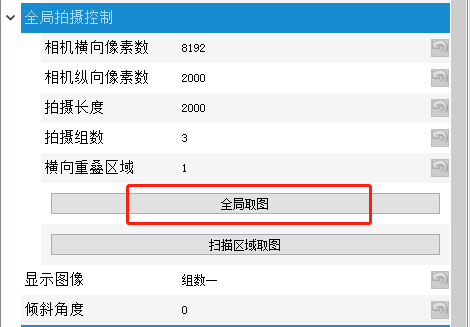 全局拍摄控制
相机横向像素数 8192
相机纵向像素数 2000
拍摄长度 2000
拍摄组数 3
横向重叠区域 1
全局取图
扫描区域取图
显示图像 组数一
倾斜角度 0